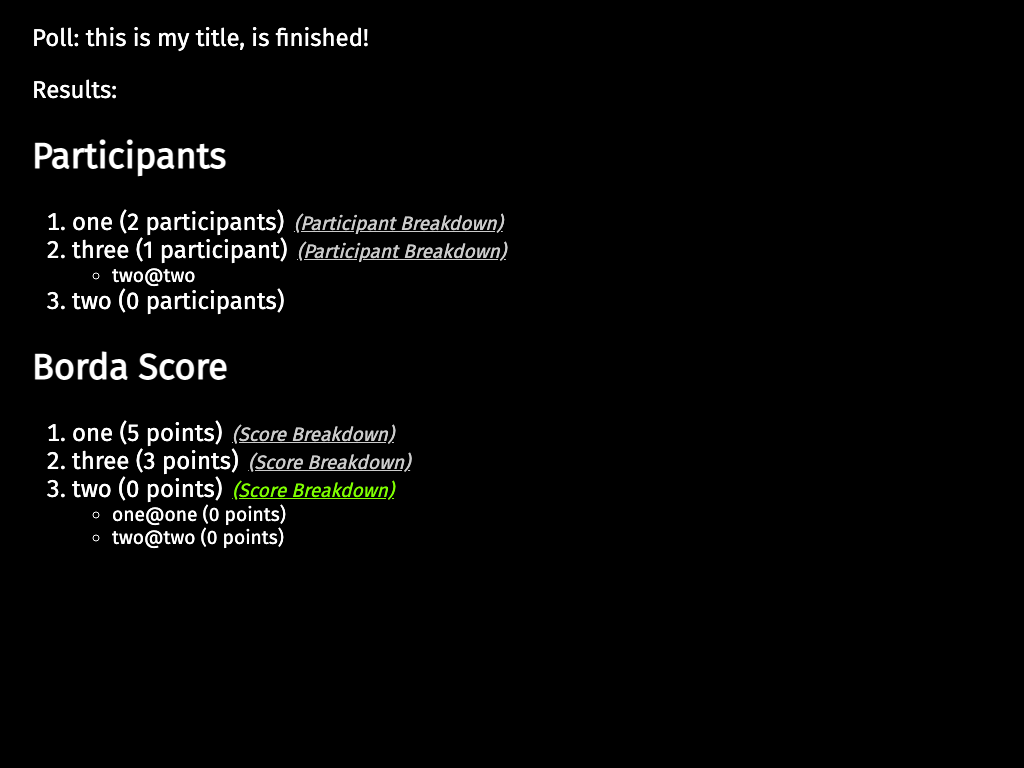 Poll: this is my title, is finished!
Results:
Participants
1. one (2 participants) (Participant Breakdown)
2. three (1 participant) (Participant Breakdown)
two@two
3. two (0 participants)
Borda Score
1. one (5 points) (Score Breakdown)
2. three (3 points) (Score Breakdown)
3. two (0 points) (Score Breakdown)
one@one (0 points)
two@two (0 points)